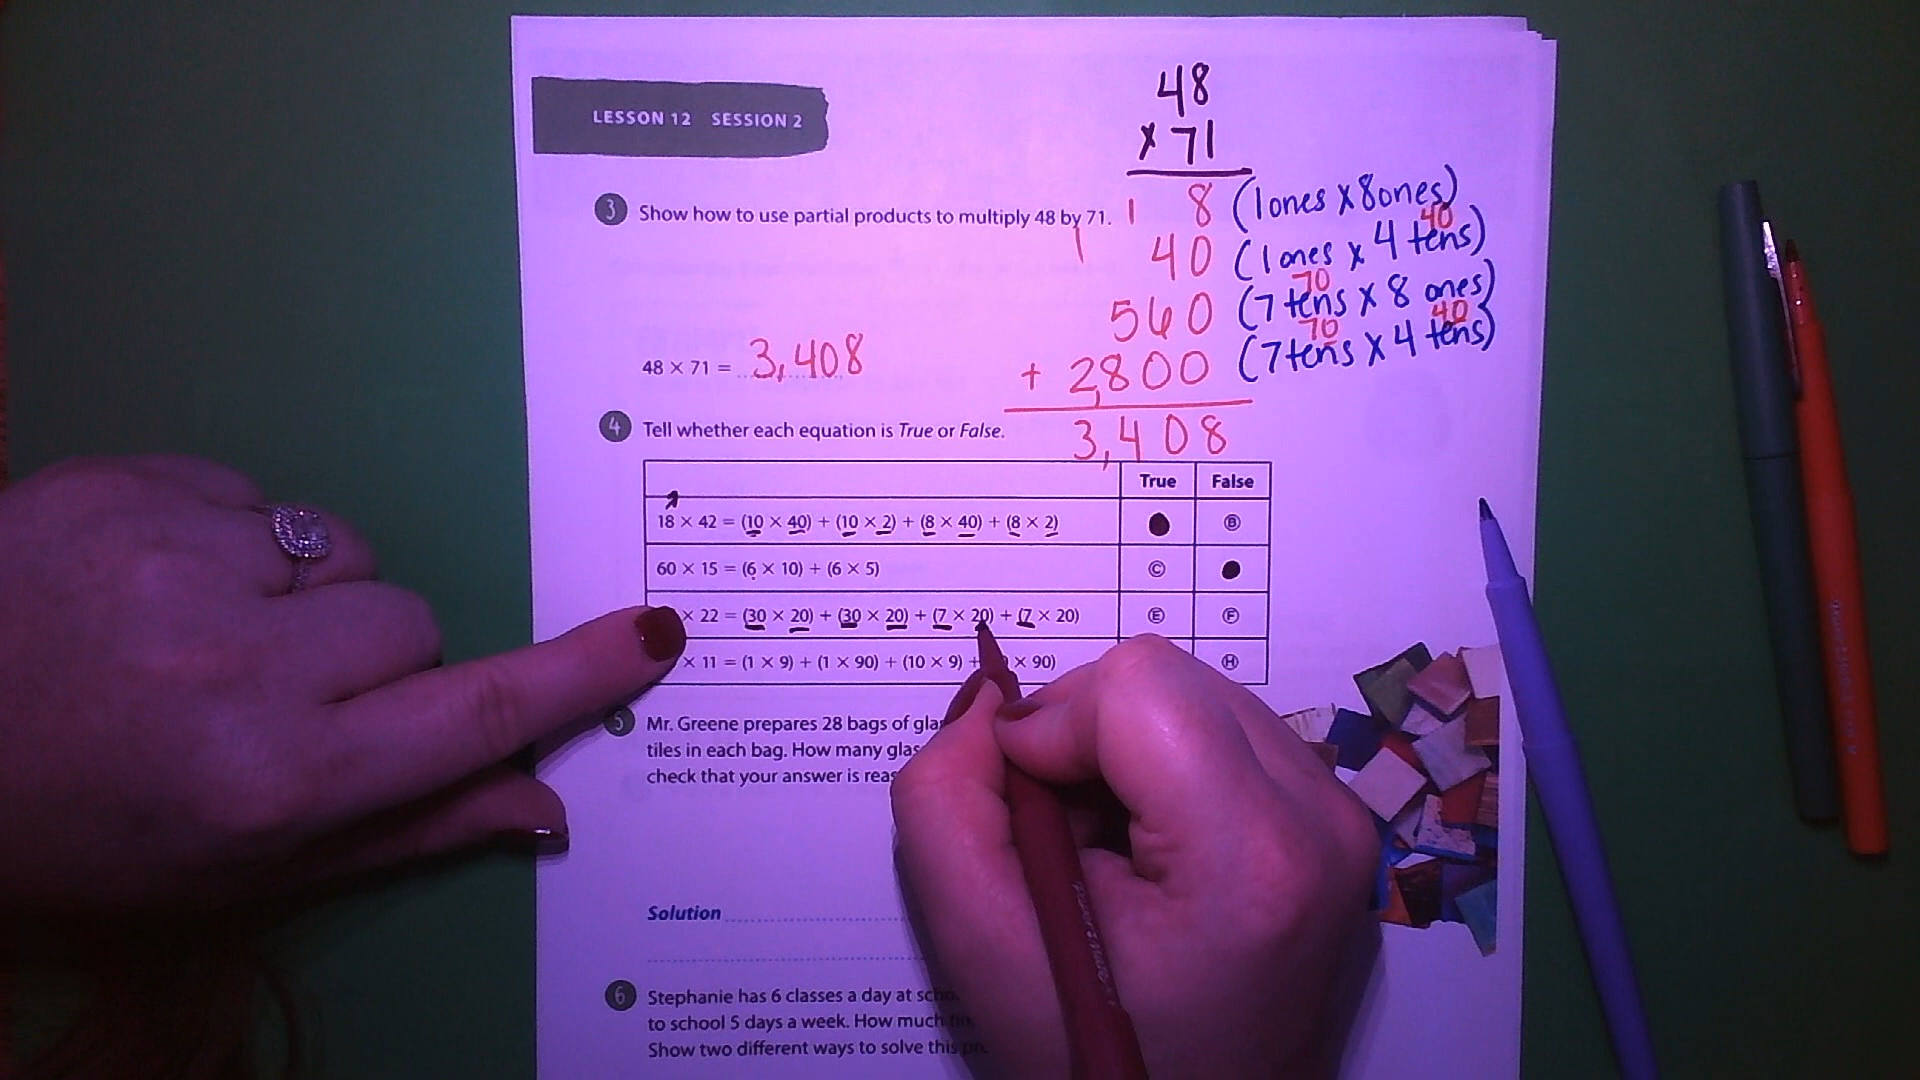 LESSON 12 SESSION 2
48
× 71
3 Show how to use partial products to multiply 48 by 71.
1 8 (1 ones × 8 ones)
1 40 (1 ones × 4 tens) 40
560 (7 tens × 8 ones) 70
+ 2,800 (7 tens × 4 tens) 70 40
3,408
48 × 71 = 3,408
4 Tell whether each equation is True or False.
True False
18 × 42 = (10 × 40) + (10 × 2) + (8 × 40) + (8 × 2) B
60 × 15 = (6 × 10) + (6 × 5) C
× 22 = (30 × 20) + (30 × 20) + (7 × 20) + (7 × 20) E F
× 11 = (1 × 9) + (1 × 90) + (10 × 9) + × 90) H
5 Mr. Greene prepares 28 bags of
tiles in each bag. How many
check that your answer is
Solution
6 Stephanie has 6 classes a day at
to school 5 days a week. How much
Show two different ways to solve this